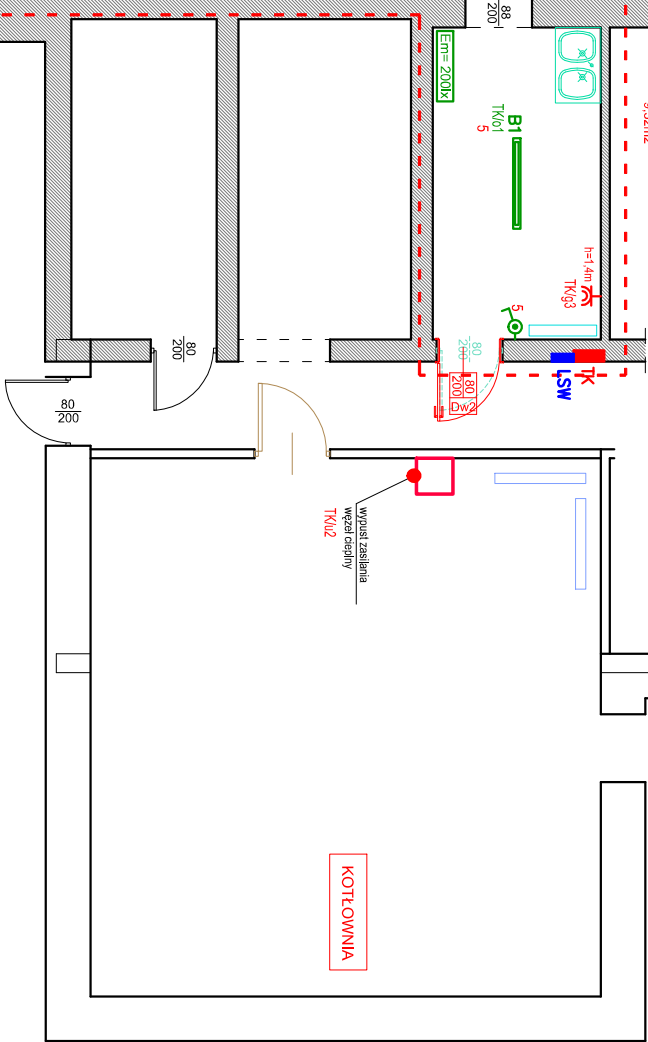 88
200
Em= 200lx
B1
TK/o1
5
h=1,4m
TK/g3
5
80
200
80
200
80
200
Dw2
TK
LSW
80
200
wypust zasilania
węzeł cieplny
TK/u2
KOTŁOWNIA